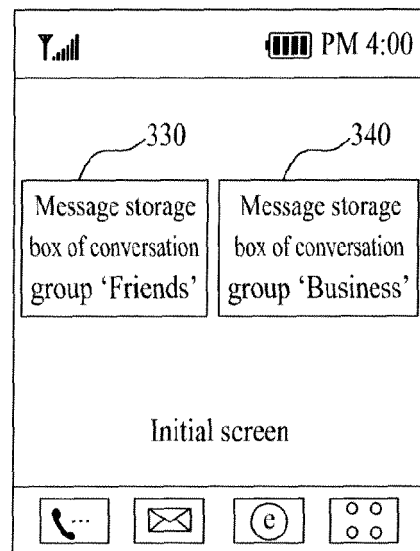 PM 4:00
330
340
Message storage
box of conversation
group ‘Friends’
Message storage
box of conversation
group ‘Business’
Initial screen
e